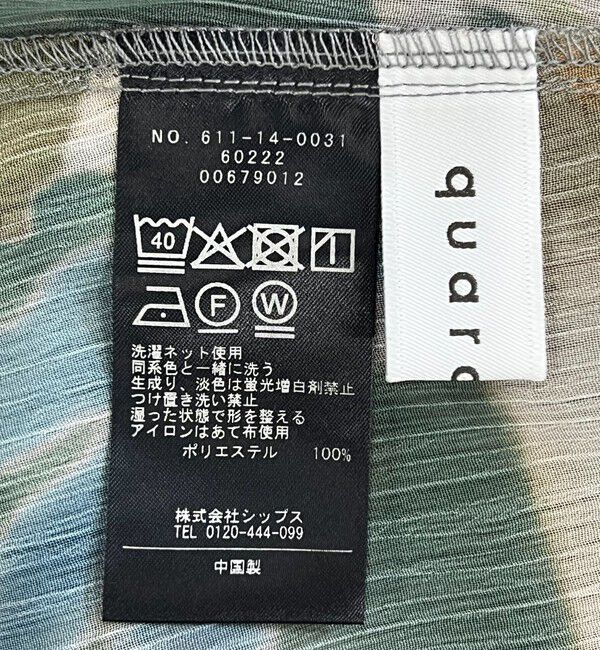 NO. 611-14-0031
60222
00679012
40
F
W
洗濯ネット使用
同系色と一緒に洗う
生成り、淡色は蛍光増白剤禁止
つけ置き洗い禁止
湿った状態で形を整える
アイロンはあて布使用
ポリエステル 100%
株式会社シップス
TEL 0120-444-099
中国製
quar